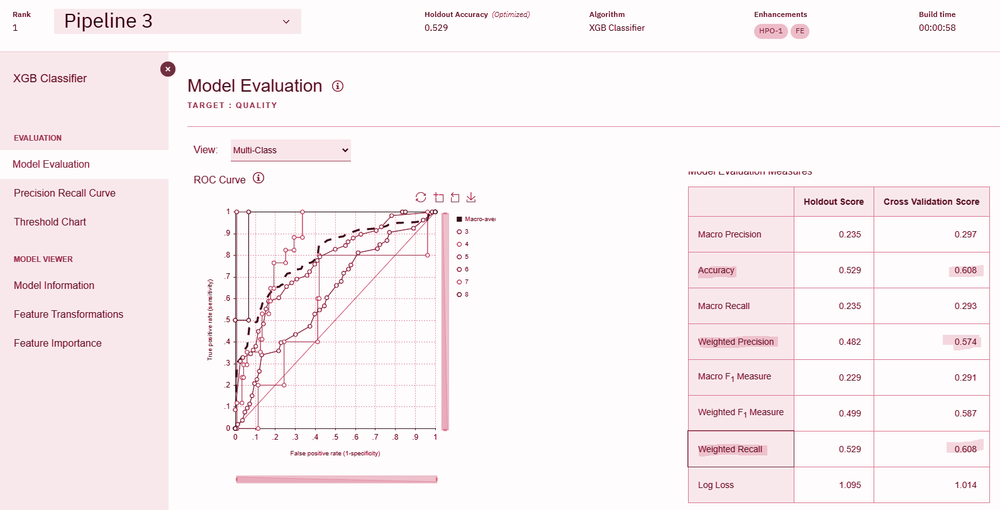 Rank
1
Pipeline 3
Holdout Accuracy (Optimized)
0.529
Algorithm
XGB Classifier
Enhancements
HPO-1 FE
Build time
00:00:58
XGB Classifier
EVALUATION
Model Evaluation
Precision Recall Curve
Threshold Chart
MODEL VIEWER
Model Information
Feature Transformations
Feature Importance
Model Evaluation
TARGET : QUALITY
View: Multi-Class
ROC Curve
True positive rate (sensitivity)
1
.9
.8
.7
.6
.5
.4
.3
.2
.1
0
0 .1 .2 .3 .4 .5 .6 .7 .8 .9 1
False positive rate (1-specificity)
Macro-aver
3
4
5
6
7
8
Model Evaluation Measures
Holdout Score Cross Validation Score
Macro Precision 0.235 0.297
Accuracy 0.529 0.608
Macro Recall 0.235 0.293
Weighted Precision 0.482 0.574
Macro F1 Measure 0.229 0.291
Weighted F1 Measure 0.499 0.587
Weighted Recall 0.529 0.608
Log Loss 1.095 1.014